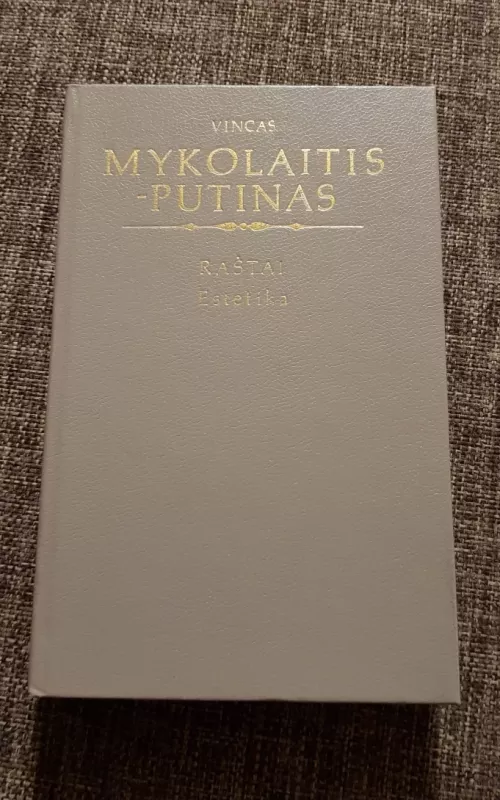 VINCAS
MYKOLAITIS
-PUTINAS
RAŠTAI
Estetika